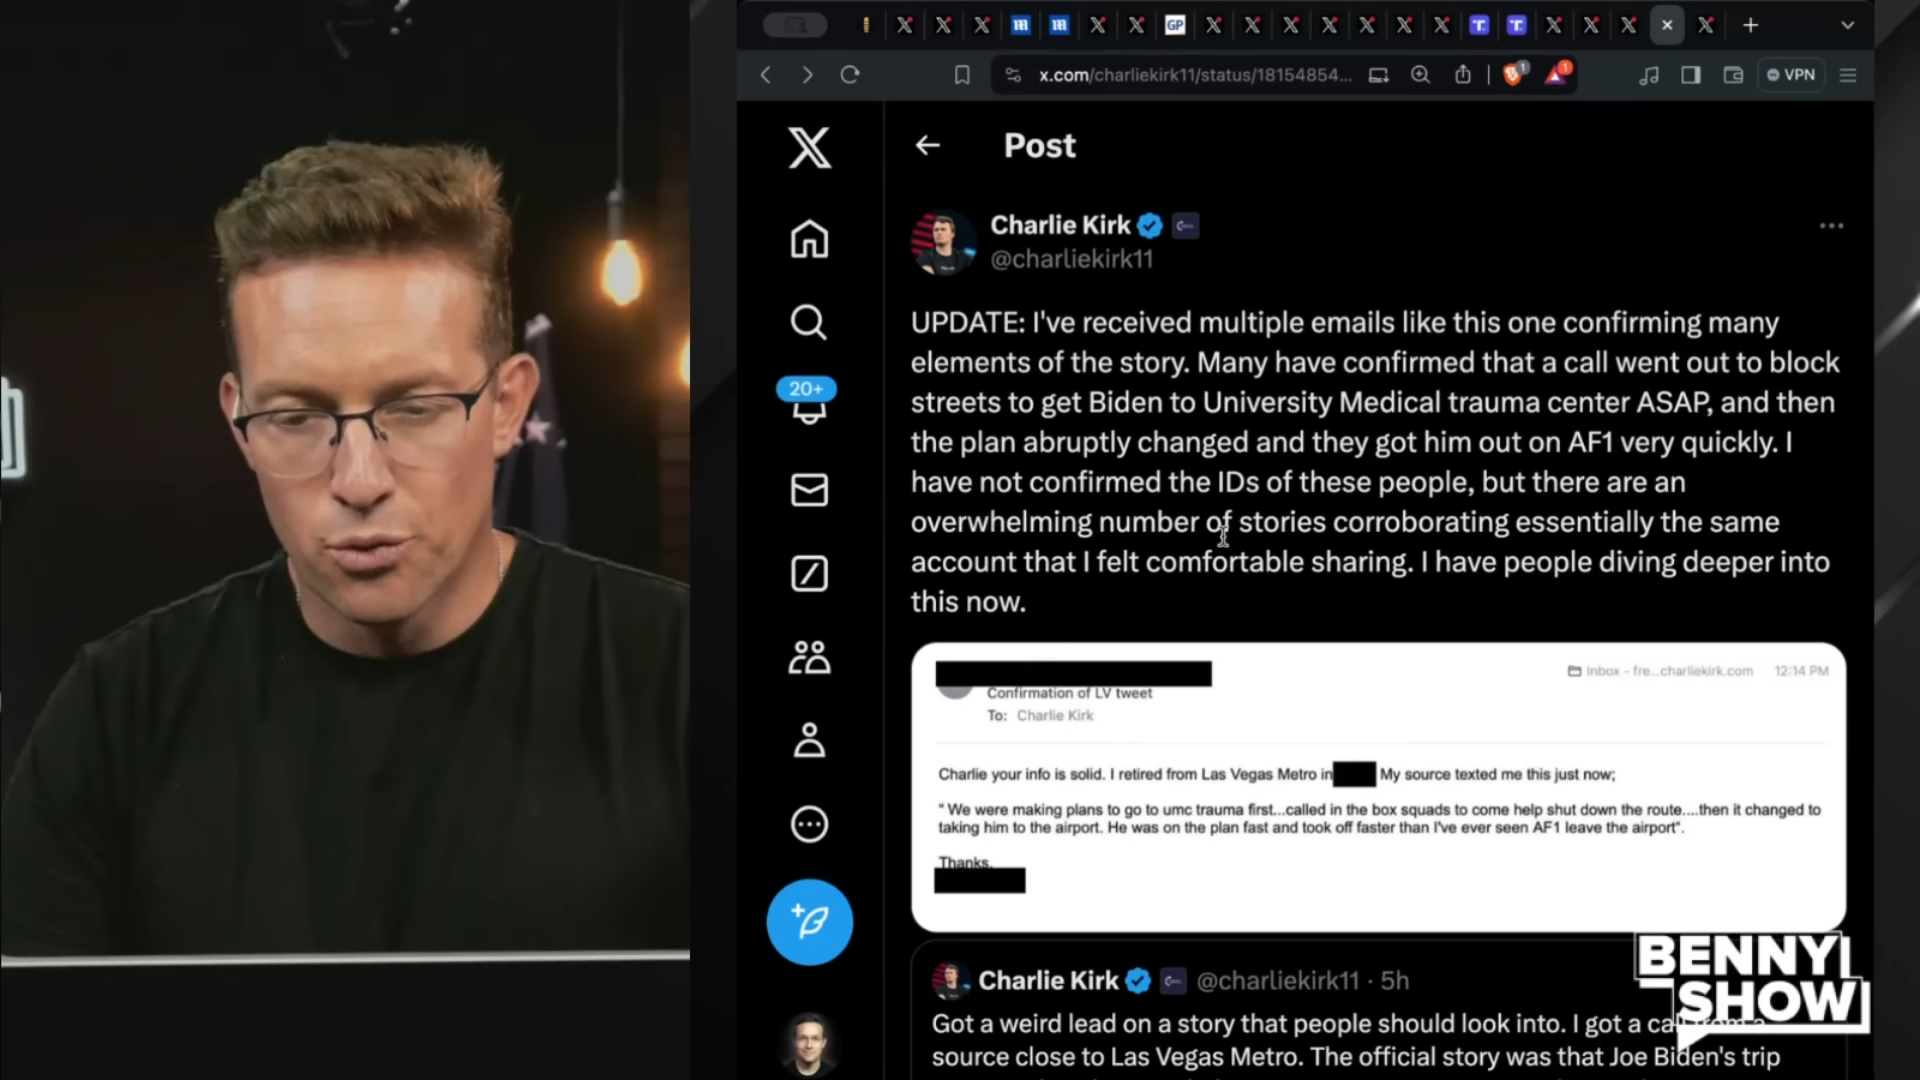 x.com/charliekirk11/status/18154854...
VPN
Post
Charlie Kirk
@charliekirk11
UPDATE: I've received multiple emails like this one confirming many
elements of the story. Many have confirmed that a call went out to block
streets to get Biden to University Medical trauma center ASAP, and then
the plan abruptly changed and they got him out on AF1 very quickly. I
have not confirmed the IDs of these people, but there are an
overwhelming number of stories corroborating essentially the same
account that I felt comfortable sharing. I have people diving deeper into
this now.
20+
Inbox - fre...charliekirk.com 12:14 PM
Confirmation of LV tweet
To: Charlie Kirk
Charlie your info is solid. I retired from Las Vegas Metro in My source texted me this just now;
" We were making plans to go to umc trauma first...called in the box squads to come help shut down the route....then it changed to
taking him to the airport. He was on the plan fast and took off faster than I've ever seen AF1 leave the airport".
Thanks,
Charlie Kirk @charliekirk11 · 5h
Got a weird lead on a story that people should look into. I got a call from a
source close to Las Vegas Metro. The official story was that Joe Biden's trip
BENNY
SHOW